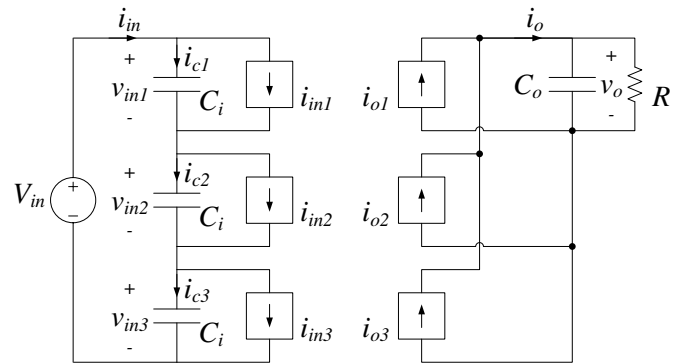 i_in
i_o
+
i_c1
v_in1
C_i
-
i_in1
i_o1
C_o
+
v_o
-
R
V_in
+
−
+
i_c2
v_in2
C_i
-
i_in2
i_o2
+
i_c3
v_in3
C_i
-
i_in3
i_o3